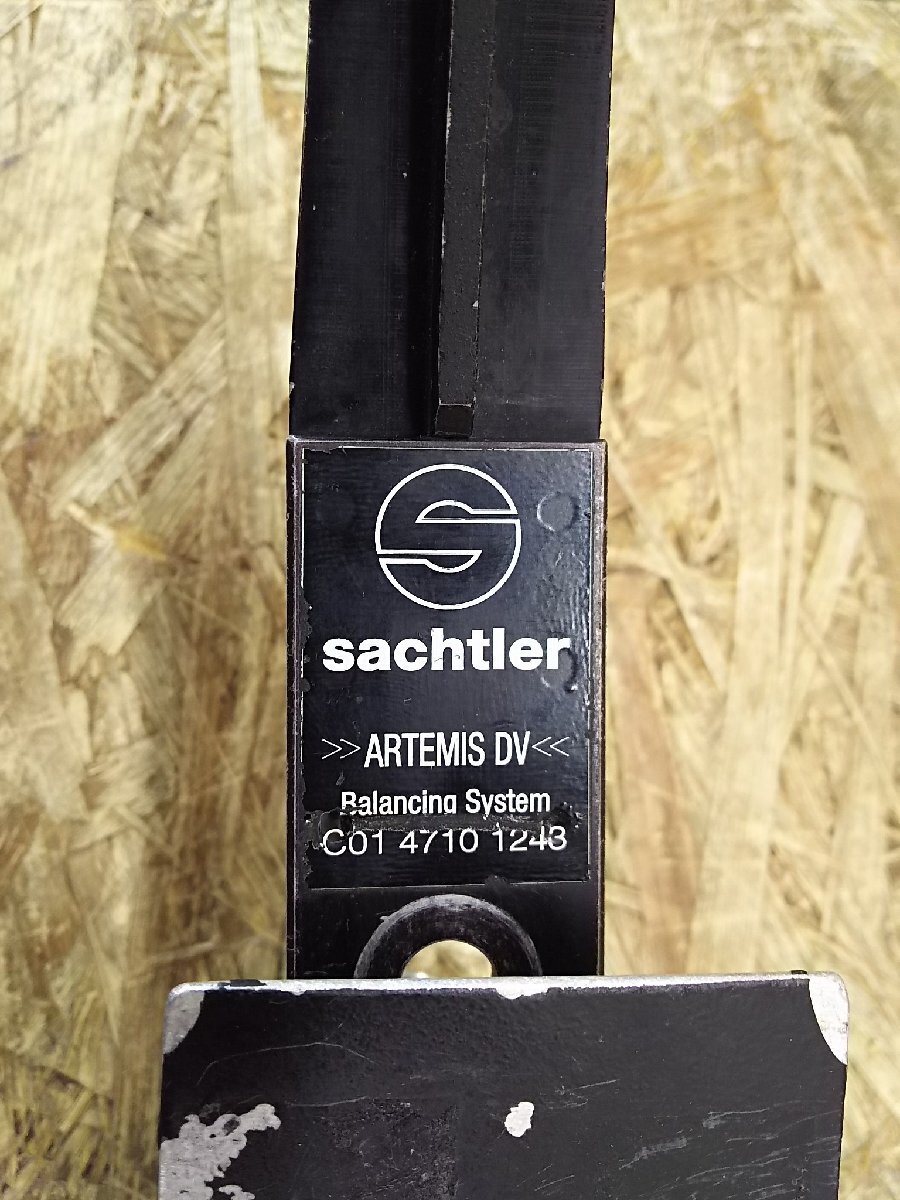 sachtler
>>ARTEMIS DV<<
Balancing System
C01 4710 1243